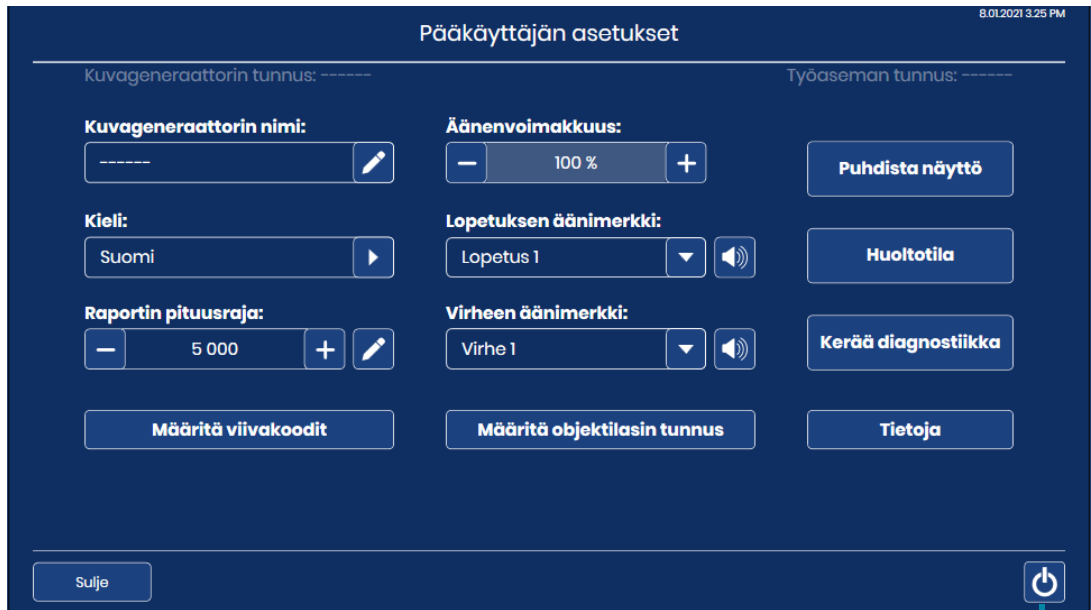 8.01.2021 3.25 PM
Pääkäyttäjän asetukset
Kuvageneraattorin tunnus: ------
Työaseman tunnus: ------
Kuvageneraattorin nimi:
------
Äänenvoimakkuus:
100 %
Puhdista näyttö
Kieli:
Suomi
Lopetuksen äänimerkki:
Lopetus 1
Huoltotila
Raportin pituusraja:
5 000
Virheen äänimerkki:
Virhe 1
Kerää diagnostiikka
Määritä viivakoodit
Määritä objektilasin tunnus
Tietoja
Sulje